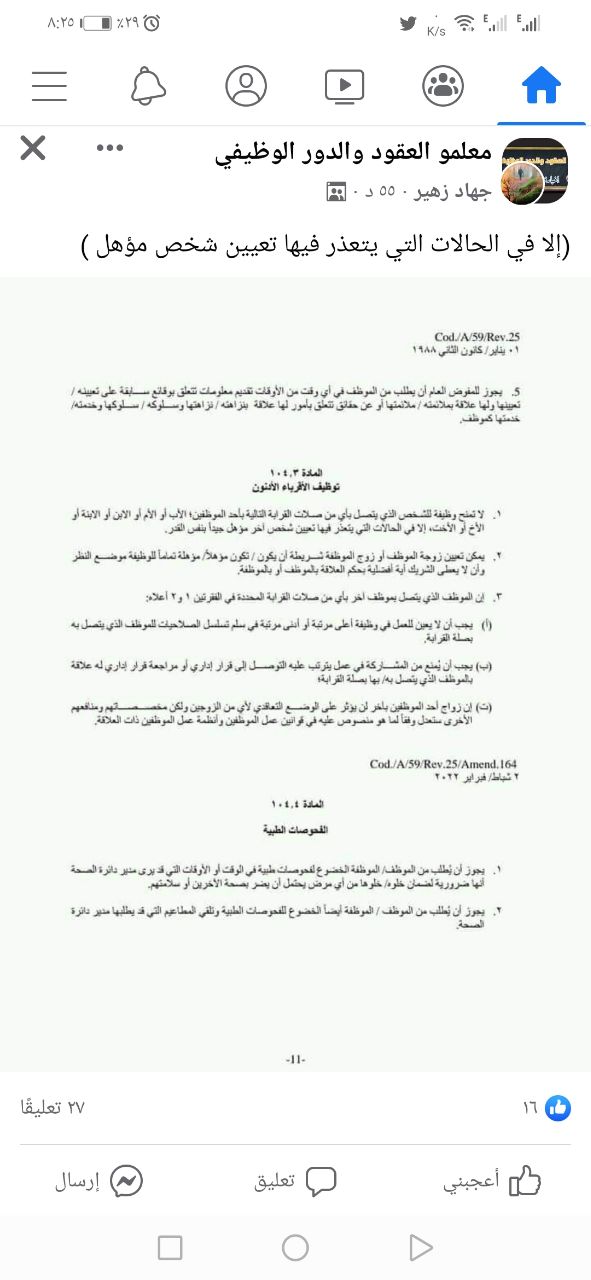 ٨:٢٥ ٪٢٩ K/s E E
معلمو العقود والدور الوظيفي
جهاد زهير · ٥٥ د ·
(إلا في الحالات التي يتعذر فيها تعيين شخص مؤهل )
Cod./A/59/Rev.25
٠١ يناير/ كانون الثاني ١٩٨٨
5. يجوز للمفوض العام أن يطلب من الموظف في أي وقت من الأوقات تقديم معلومات تتعلق بوقائع سابقة على تعيينه /
تعيينها ولها علاقة بملائمته / ملائمتها أو عن حقائق تتعلق بأمور لها علاقة بنزاهته / نزاهتها وسلوكه / سلوكها وخدمته/
خدمتها كموظف.
المادة ١٠٤.٣
توظيف الأقرباء الأدنون
١. لا تمنح وظيفة للشخص الذي يتصل بأي من صلات القرابة التالية بأحد الموظفين؛ الأب أو الأم أو الابن أو الابنة أو
الأخ أو الأخت، إلا في الحالات التي يتعذر فيها تعيين شخص آخر مؤهل جيداً بنفس القدر.
٢. يمكن تعيين زوجة الموظف أو زوج الموظفة شريطة أن يكون / تكون مؤهلاً/ مؤهلة تماماً للوظيفة موضع النظر
وأن لا يعطى الشريك أية أفضلية بحكم العلاقة بالموظف أو بالموظفة.
٣. إن الموظف الذي يتصل بموظف آخر بأي من صلات القرابة المحددة في الفقرتين ١ و٢ أعلاه:
(أ) يجب أن لا يعين للعمل في وظيفة أعلى مرتبة أو أدنى مرتبة في سلم تسلسل الصلاحيات للموظف الذي يتصل به
بصلة القرابة.
(ب) يجب أن يُمنع من المشاركة في عمل يترتب عليه التوصل إلى قرار إداري أو مراجعة قرار إداري له علاقة
بالموظف الذي يتصل به/ بها بصلة القرابة؛
(ت) إن زواج أحد الموظفين بآخر لن يؤثر على الوضع التعاقدي لأي من الزوجين ولكن مخصصاتهم ومنافعهم
الأخرى ستعدل وفقاً لما هو منصوص عليه في قوانين عمل الموظفين وأنظمة عمل الموظفين ذات العلاقة.
Cod./A/59/Rev.25/Amend.164
٢ شباط/ فبراير ٢٠٢٢
المادة ١٠٤.٤
الفحوصات الطبية
١. يجوز أن يُطلب من الموظف/ الموظفة الخضوع لفحوصات طبية في الوقت أو الأوقات التي قد يرى مدير دائرة الصحة
أنها ضرورية لضمان خلوه/ خلوها من أي مرض يحتمل أن يضر بصحة الآخرين أو سلامتهم.
٢. يجوز أن يُطلب من الموظف / الموظفة أيضاً الخضوع للفحوصات الطبية وتلقي المطاعيم التي قد يطلبها مدير دائرة
الصحة.
-11-
١٦
٢٧ تعليقًا
أعجبني
تعليق
إرسال